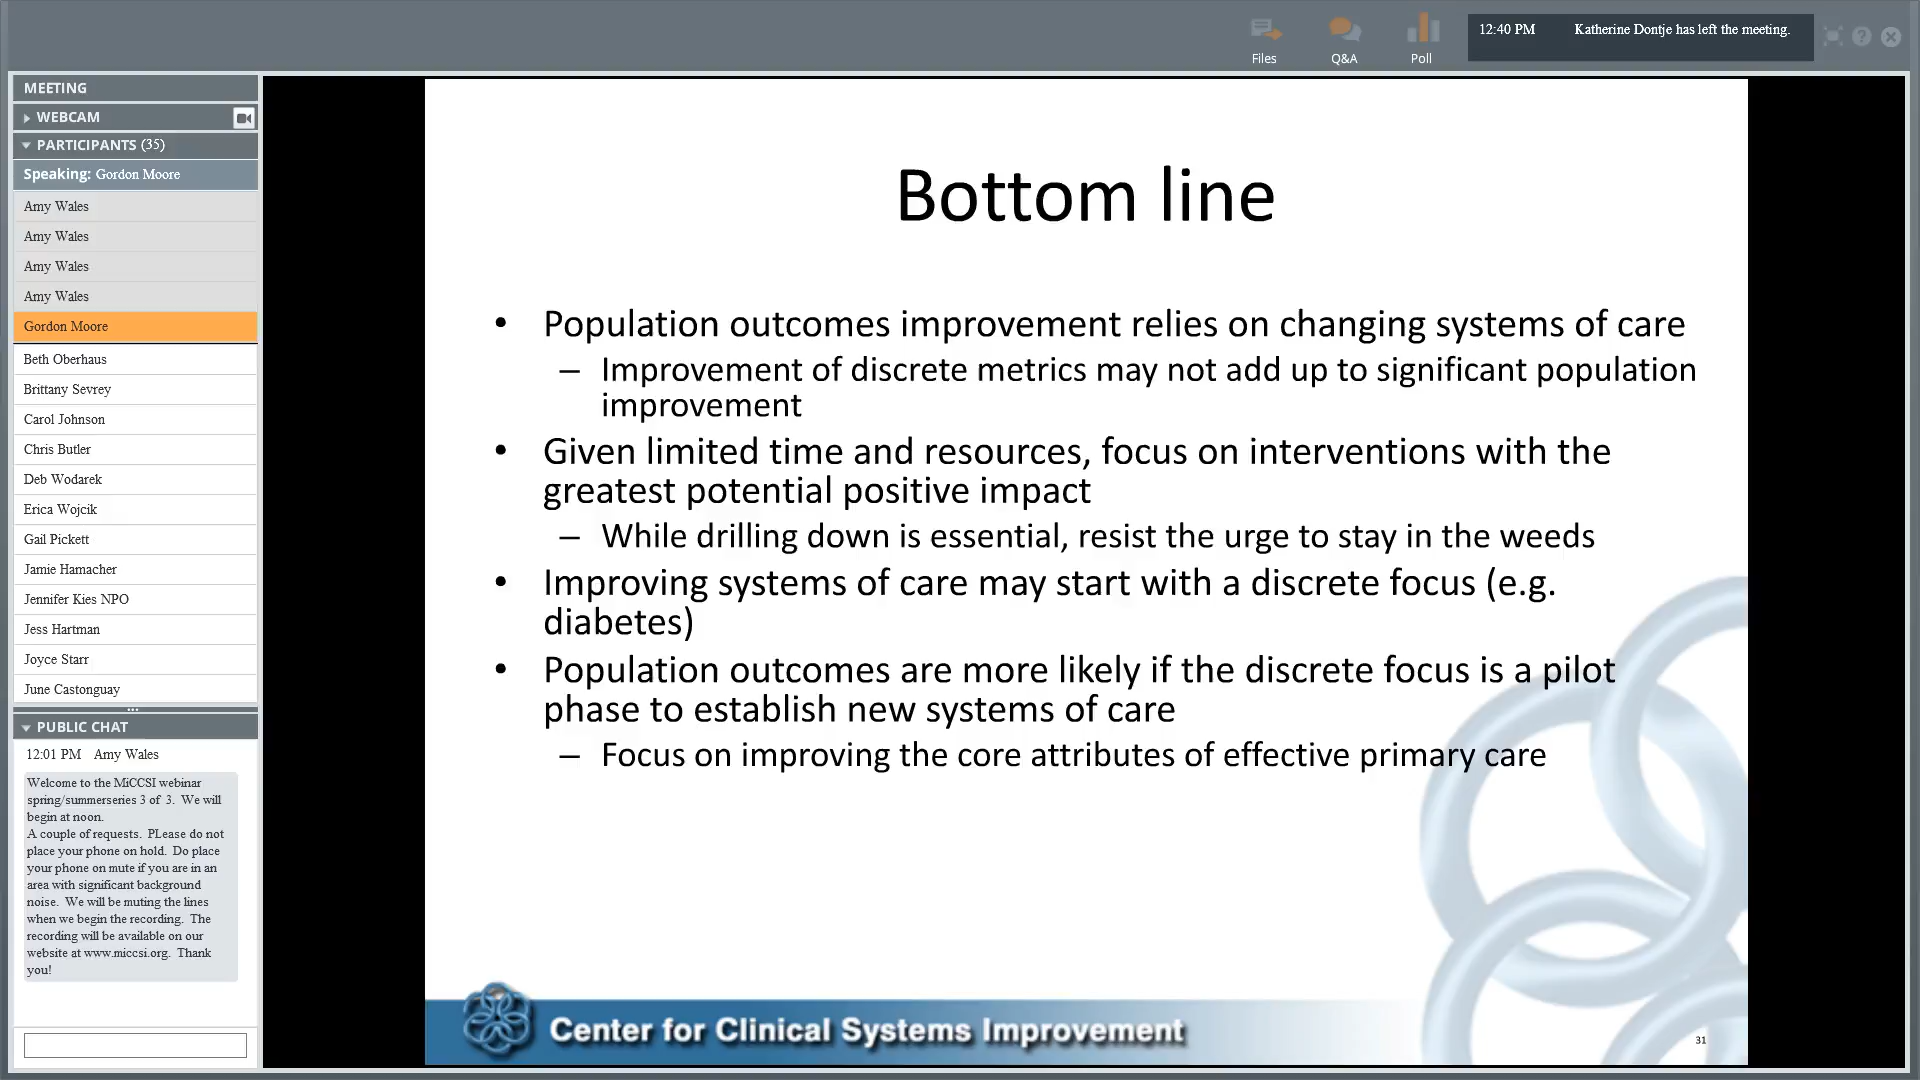 Files
Q&A
Poll
12:40 PM Katherine Dontje has left the meeting.
MEETING
WEBCAM
PARTICIPANTS (35)
Speaking: Gordon Moore
Amy Wales
Amy Wales
Amy Wales
Amy Wales
Gordon Moore
Beth Oberhaus
Brittany Sevrey
Carol Johnson
Chris Butler
Deb Wodarek
Erica Wojcik
Gail Pickett
Jamie Hamacher
Jennifer Kies NPO
Jess Hartman
Joyce Starr
June Castonguay
PUBLIC CHAT
12:01 PM Amy Wales
Welcome to the MiCCSI webinar
spring/summerseries 3 of 3. We will
begin at noon.
A couple of requests. PLease do not
place your phone on hold. Do place
your phone on mute if you are in an
area with significant background
noise. We will be muting the lines
when we begin the recording. The
recording will be available on our
website at www.miccsi.org. Thank
you!
Bottom line
• Population outcomes improvement relies on changing systems of care
– Improvement of discrete metrics may not add up to significant population
improvement
• Given limited time and resources, focus on interventions with the
greatest potential positive impact
– While drilling down is essential, resist the urge to stay in the weeds
• Improving systems of care may start with a discrete focus (e.g.
diabetes)
• Population outcomes are more likely if the discrete focus is a pilot
phase to establish new systems of care
– Focus on improving the core attributes of effective primary care
Center for Clinical Systems Improvement
31